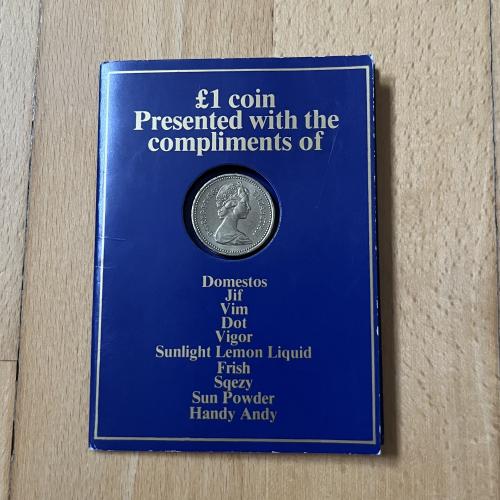 £1 coin
Presented with the
compliments of
Domestos
Jif
Vim
Dot
Vigor
Sunlight Lemon Liquid
Frish
Sqezy
Sun Powder
Handy Andy